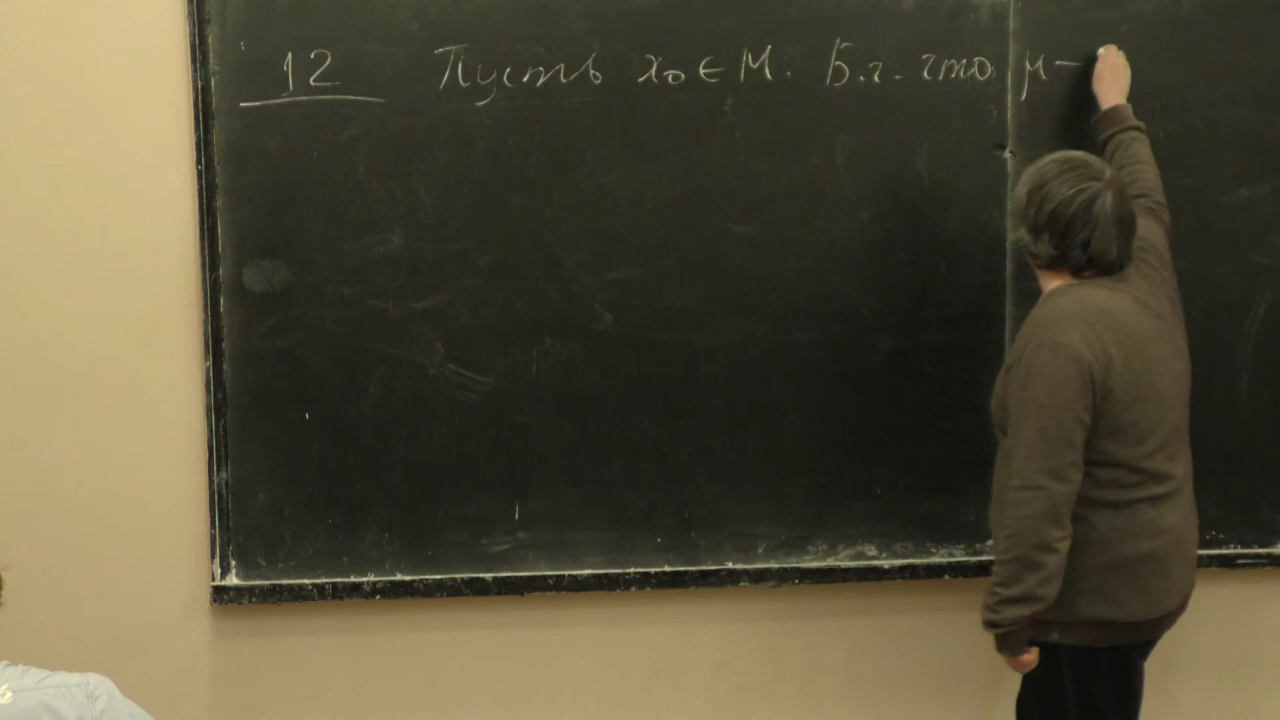 12 Пусть x₀ ∈ M. Б.г. что μ —